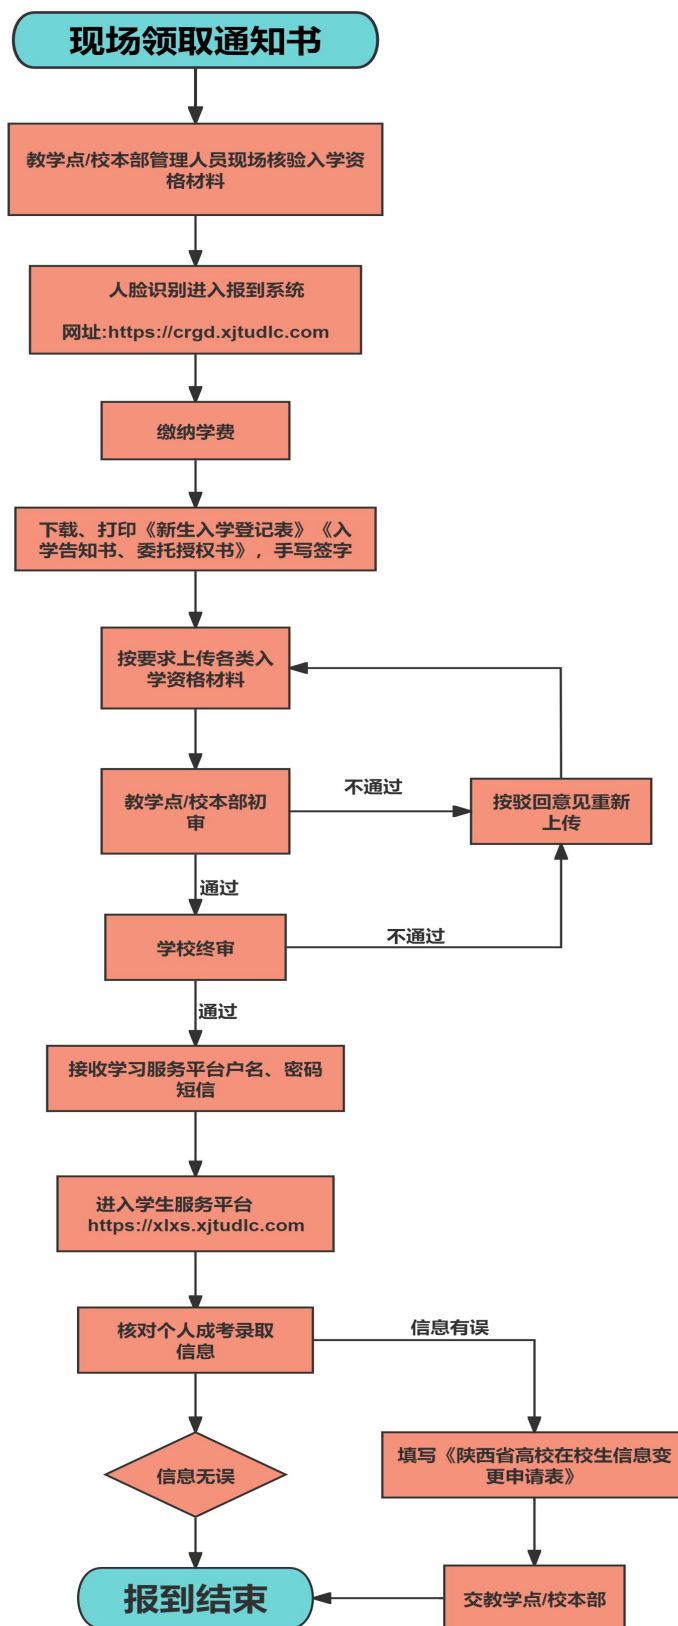 现场领取通知书
教学点/校本部管理人员现场核验入学资
格材料
人脸识别进入报到系统
网址:https://crgd.xjtudlc.com
缴纳学费
下载、打印《新生入学登记表》《入
学告知书、委托授权书》，手写签字
按要求上传各类入
学资格材料
不通过
教学点/校本部初
审
按驳回意见重新
上传
通过
学校终审
不通过
通过
接收学习服务平台户名、密码
短信
进入学生服务平台
https://xlxs.xjtudlc.com
核对个人成考录取
信息
信息有误
信息无误
填写《陕西省高校在校生信息变
更申请表》
报到结束
交教学点/校本部